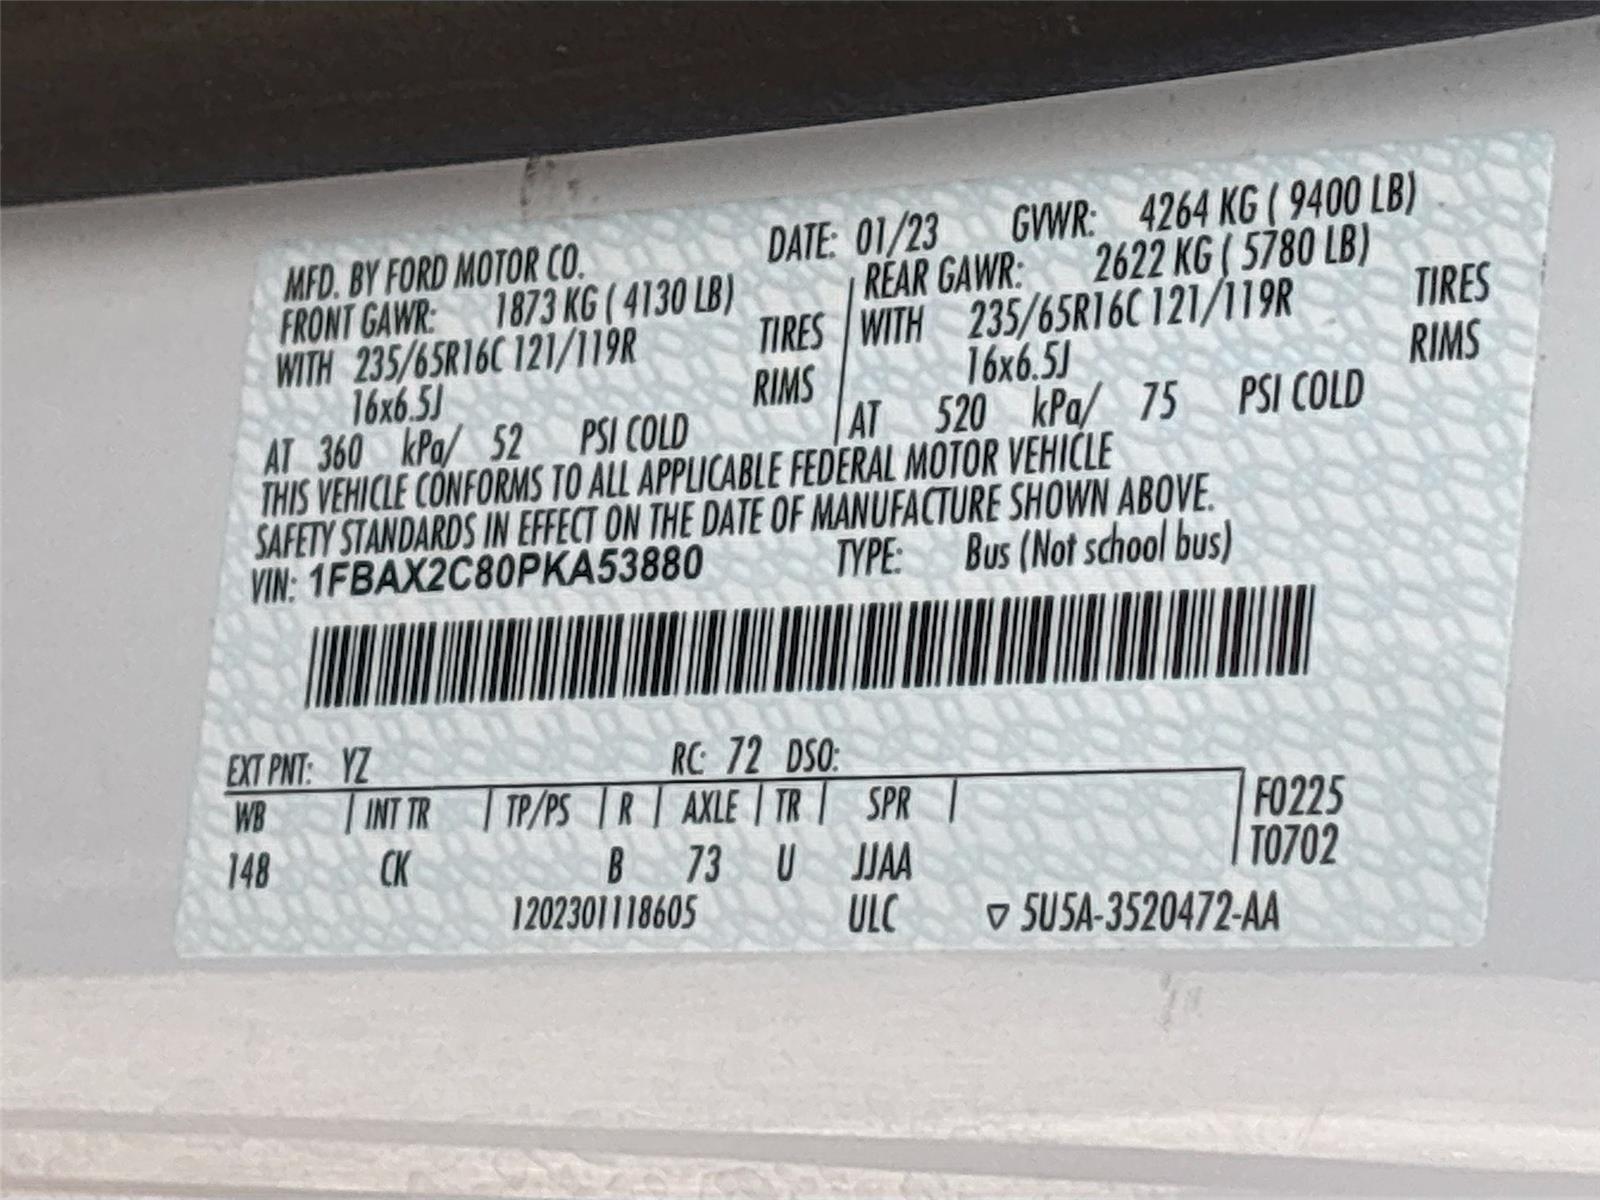 MFD. BY FORD MOTOR CO. DATE: 01/23 GVWR: 4264 KG ( 9400 LB)
FRONT GAWR: 1873 KG ( 4130 LB)
WITH 235/65R16C 121/119R TIRES
16x6.5J RIMS
AT 360 kPa/ 52 PSI COLD
REAR GAWR: 2622 KG ( 5780 LB)
WITH 235/65R16C 121/119R TIRES
16x6.5J RIMS
AT 520 kPa/ 75 PSI COLD
THIS VEHICLE CONFORMS TO ALL APPLICABLE FEDERAL MOTOR VEHICLE
SAFETY STANDARDS IN EFFECT ON THE DATE OF MANUFACTURE SHOWN ABOVE.
VIN: 1FBAX2C80PKA53880 TYPE: Bus (Not school bus)
EXT PNT: YZ RC: 72 DSO:
WB | INT TR | TP/PS | R | AXLE | TR | SPR |
148 CK B 73 U JJAA
F0225
T0702
1202301118605 ULC ▽ 5U5A-3520472-AA